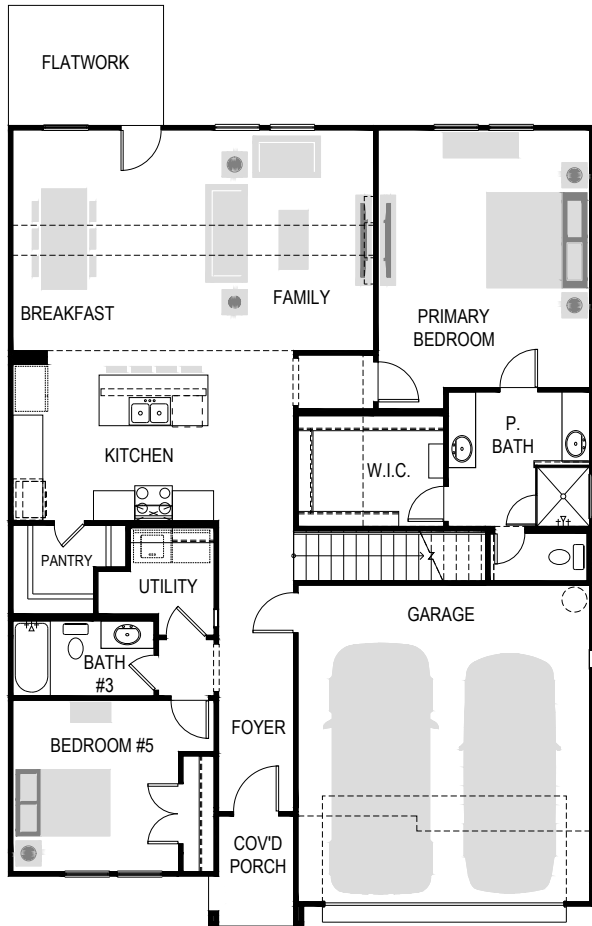 FLATWORK
BREAKFAST
FAMILY
PRIMARY
BEDROOM
KITCHEN
P.
BATH
W.I.C.
PANTRY
UTILITY
GARAGE
BATH
#3
FOYER
BEDROOM #5
COV'D
PORCH